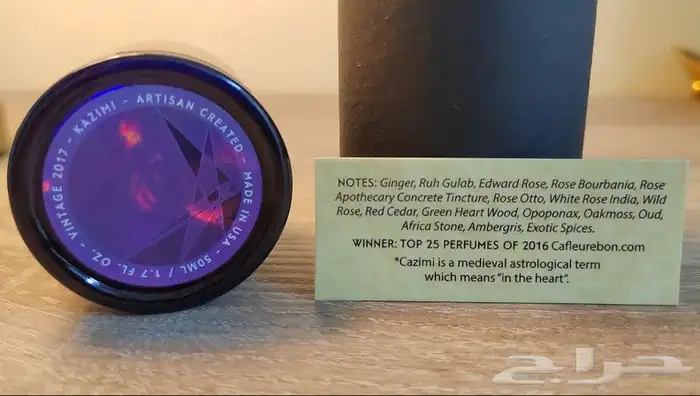 VINTAGE 2017 - KAZIMI - ARTISAN CREATED - MADE IN USA - 50ML / 1.7 FL. OZ. -
NOTES: Ginger, Ruh Gulab, Edward Rose, Rose Bourbania, Rose
Apothecary Concrete Tincture, Rose Otto, White Rose India, Wild
Rose, Red Cedar, Green Heart Wood, Opoponax, Oakmoss, Oud,
Africa Stone, Ambergris, Exotic Spices.
WINNER: TOP 25 PERFUMES OF 2016 Cafleurebon.com
*Cazimi is a medieval astrological term
which means "in the heart".
حراج